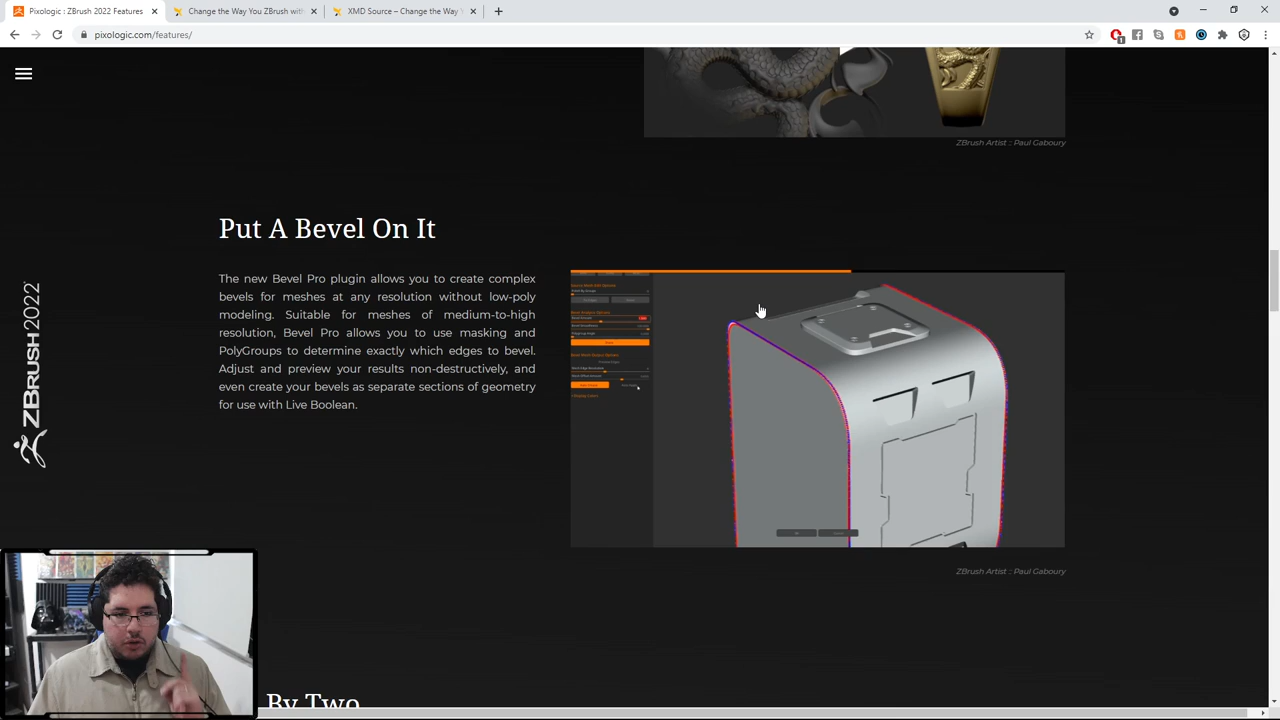 Pixologic : ZBrush 2022 Features
Change the Way You ZBrush with
XMD Source – Change the Way Y
pixologic.com/features/
1
ZBrush Artist :: Paul Gaboury
Put A Bevel On It
The new Bevel Pro plugin allows you to create complex
bevels for meshes at any resolution without low-poly
modeling. Suitable for meshes of medium-to-high
resolution, Bevel Pro allows you to use masking and
PolyGroups to determine exactly which edges to bevel.
Adjust and preview your results non-destructively, and
even create your bevels as separate sections of geometry
for use with Live Boolean.
ZBRUSH2022
ZBrush Artist :: Paul Gaboury
By Two